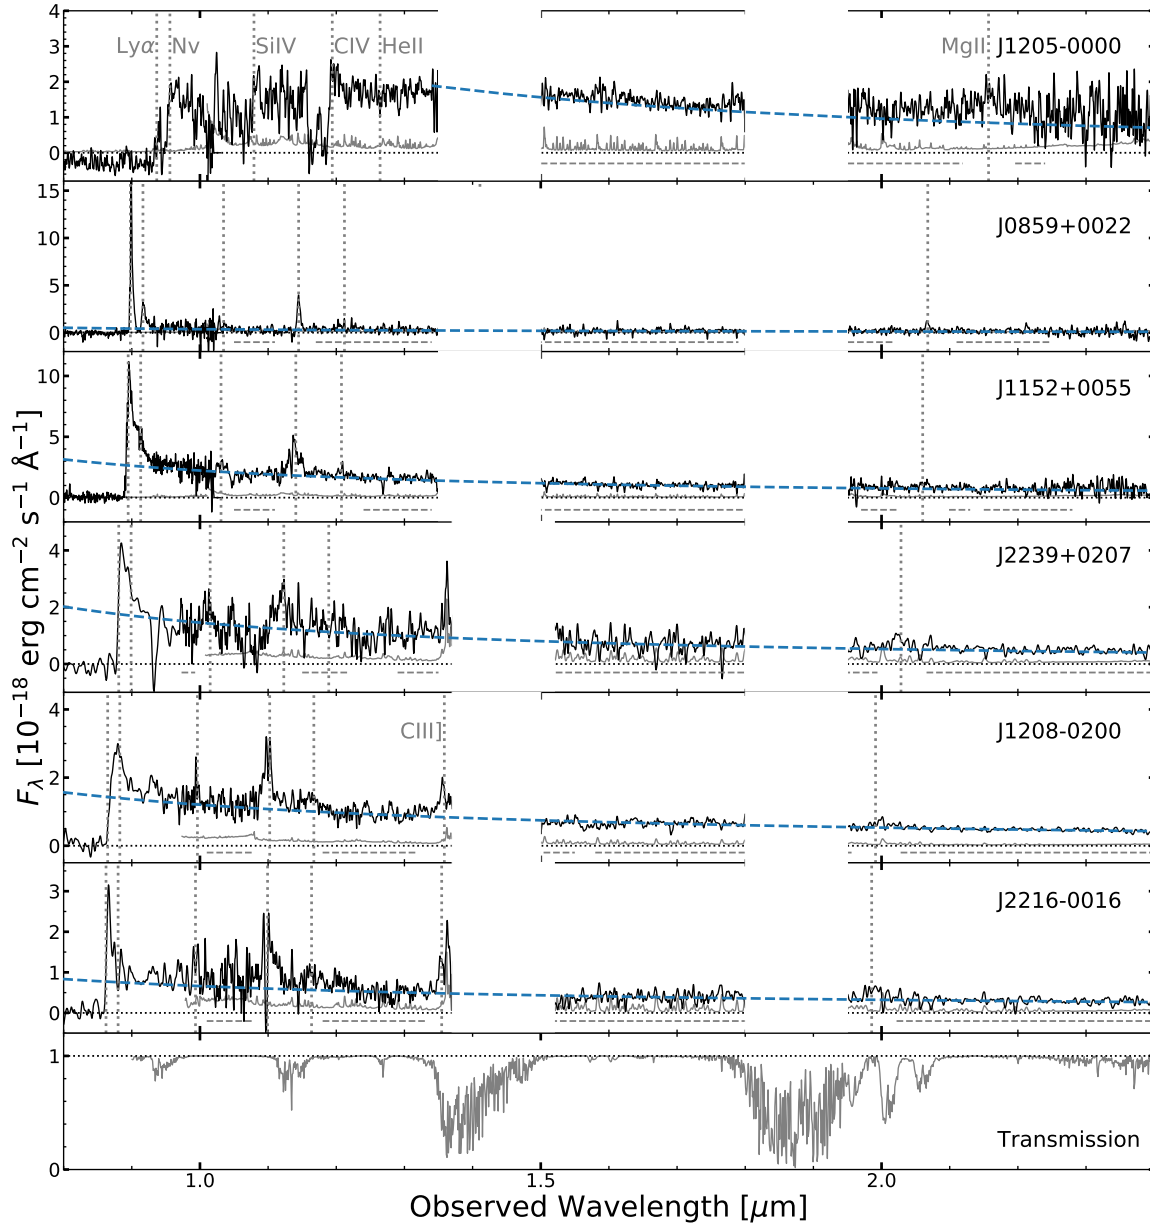 4
3
2
1
0
Lyα Nv SiIV CIV HeII MgII J1205-0000
15
10
5
0
J0859+0022
10
5
0
J1152+0055
4
2
0
J2239+0207
4
2
0
CIII] J1208-0200
3
2
1
0
J2216-0016
1
0
Transmission
1.0 1.5 2.0
Observed Wavelength [μm]
F_λ [10⁻¹⁸ erg cm⁻² s⁻¹ Å⁻¹]